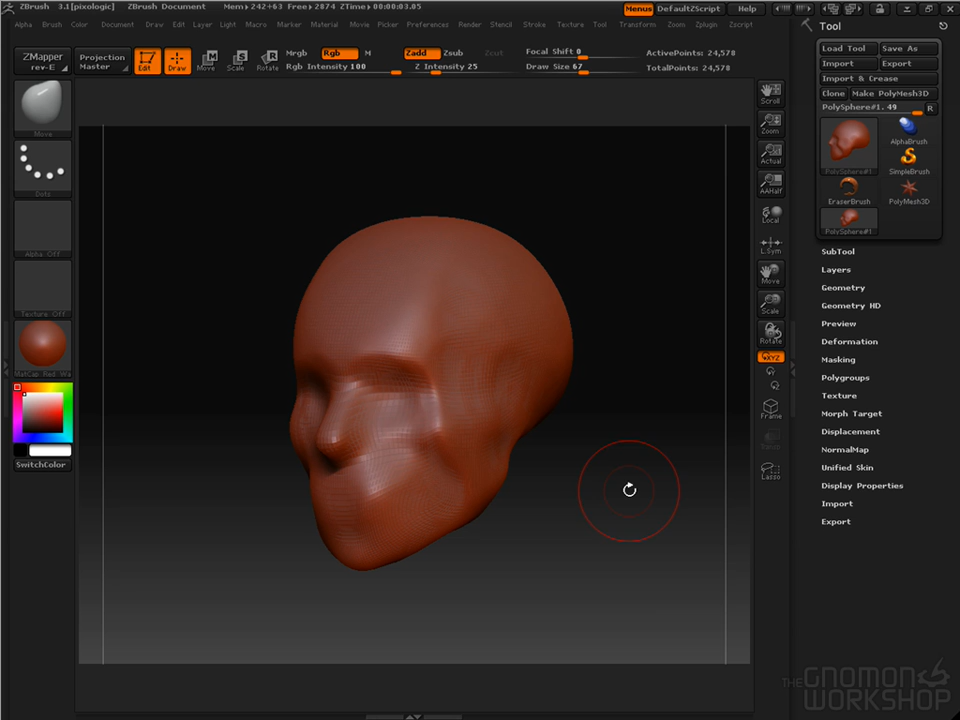 ZBrush 3.1[pixologic] ZBrush Document Mem>242+63 Free>2874 ZTime>00:00:03.05 Menus DefaultZScript Help
Alpha Brush Color Document Draw Edit Layer Light Macro Marker Material Movie Picker Preferences Render Stencil Stroke Texture Tool Transform Zoom Zplugin Zscript
ZMapper
rev-E
Projection
Master
Edit
Draw
Move
Scale
Rotate
Mrgb Rgb M
Rgb Intensity 100
Zadd Zsub Zcut
Z Intensity 25
Focal Shift 0
Draw Size 67
ActivePoints: 24,578
TotalPoints: 24,578
Move
Dots
Alpha Off
Texture Off
MatCap Red Wa
SwitchColor
Scroll
Zoom
Actual
AAHalf
Local
L.Sym
Move
Scale
Rotate
XYZ
Frame
Lasso
Tool
Load Tool Save As
Import Export
Import & Crease
Clone Make PolyMesh3D
PolySphere#1. 49 R
PolySphere#1
AlphaBrush
SimpleBrush
EraserBrush
PolyMesh3D
PolySphere#1
SubTool
Layers
Geometry
Geometry HD
Preview
Deformation
Masking
Polygroups
Texture
Morph Target
Displacement
NormalMap
Unified Skin
Display Properties
Import
Export
THE GNOMON
WORKSHOP